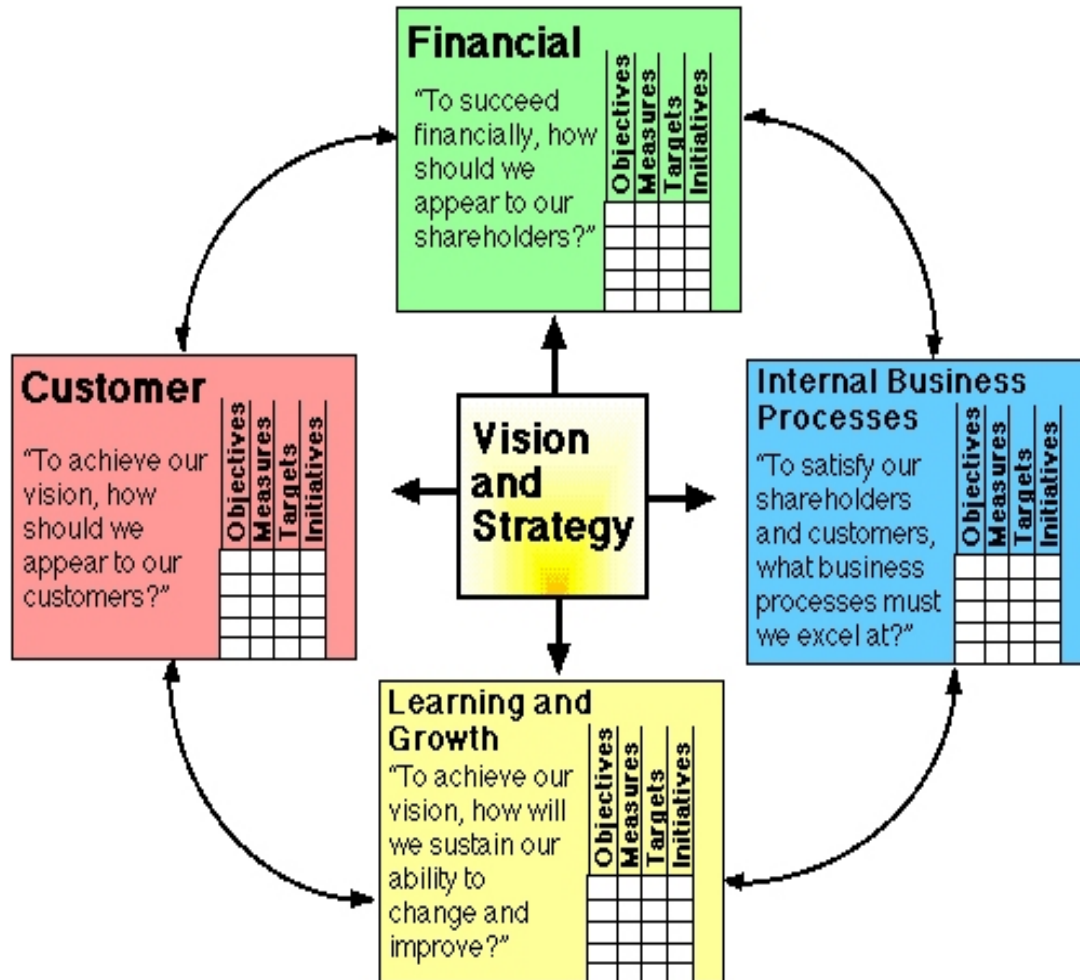 Financial
“To succeed
financially, how
should we
appear to our
shareholders?”
Objectives
Measures
Targets
Initiatives
Customer
“To achieve our
vision, how
should we
appear to our
customers?”
Objectives
Measures
Targets
Initiatives
Vision
and
Strategy
Internal Business
Processes
“To satisfy our
shareholders
and customers,
what business
processes must
we excel at?”
Objectives
Measures
Targets
Initiatives
Learning and
Growth
“To achieve our
vision, how will
we sustain our
ability to
change and
improve?”
Objectives
Measures
Targets
Initiatives